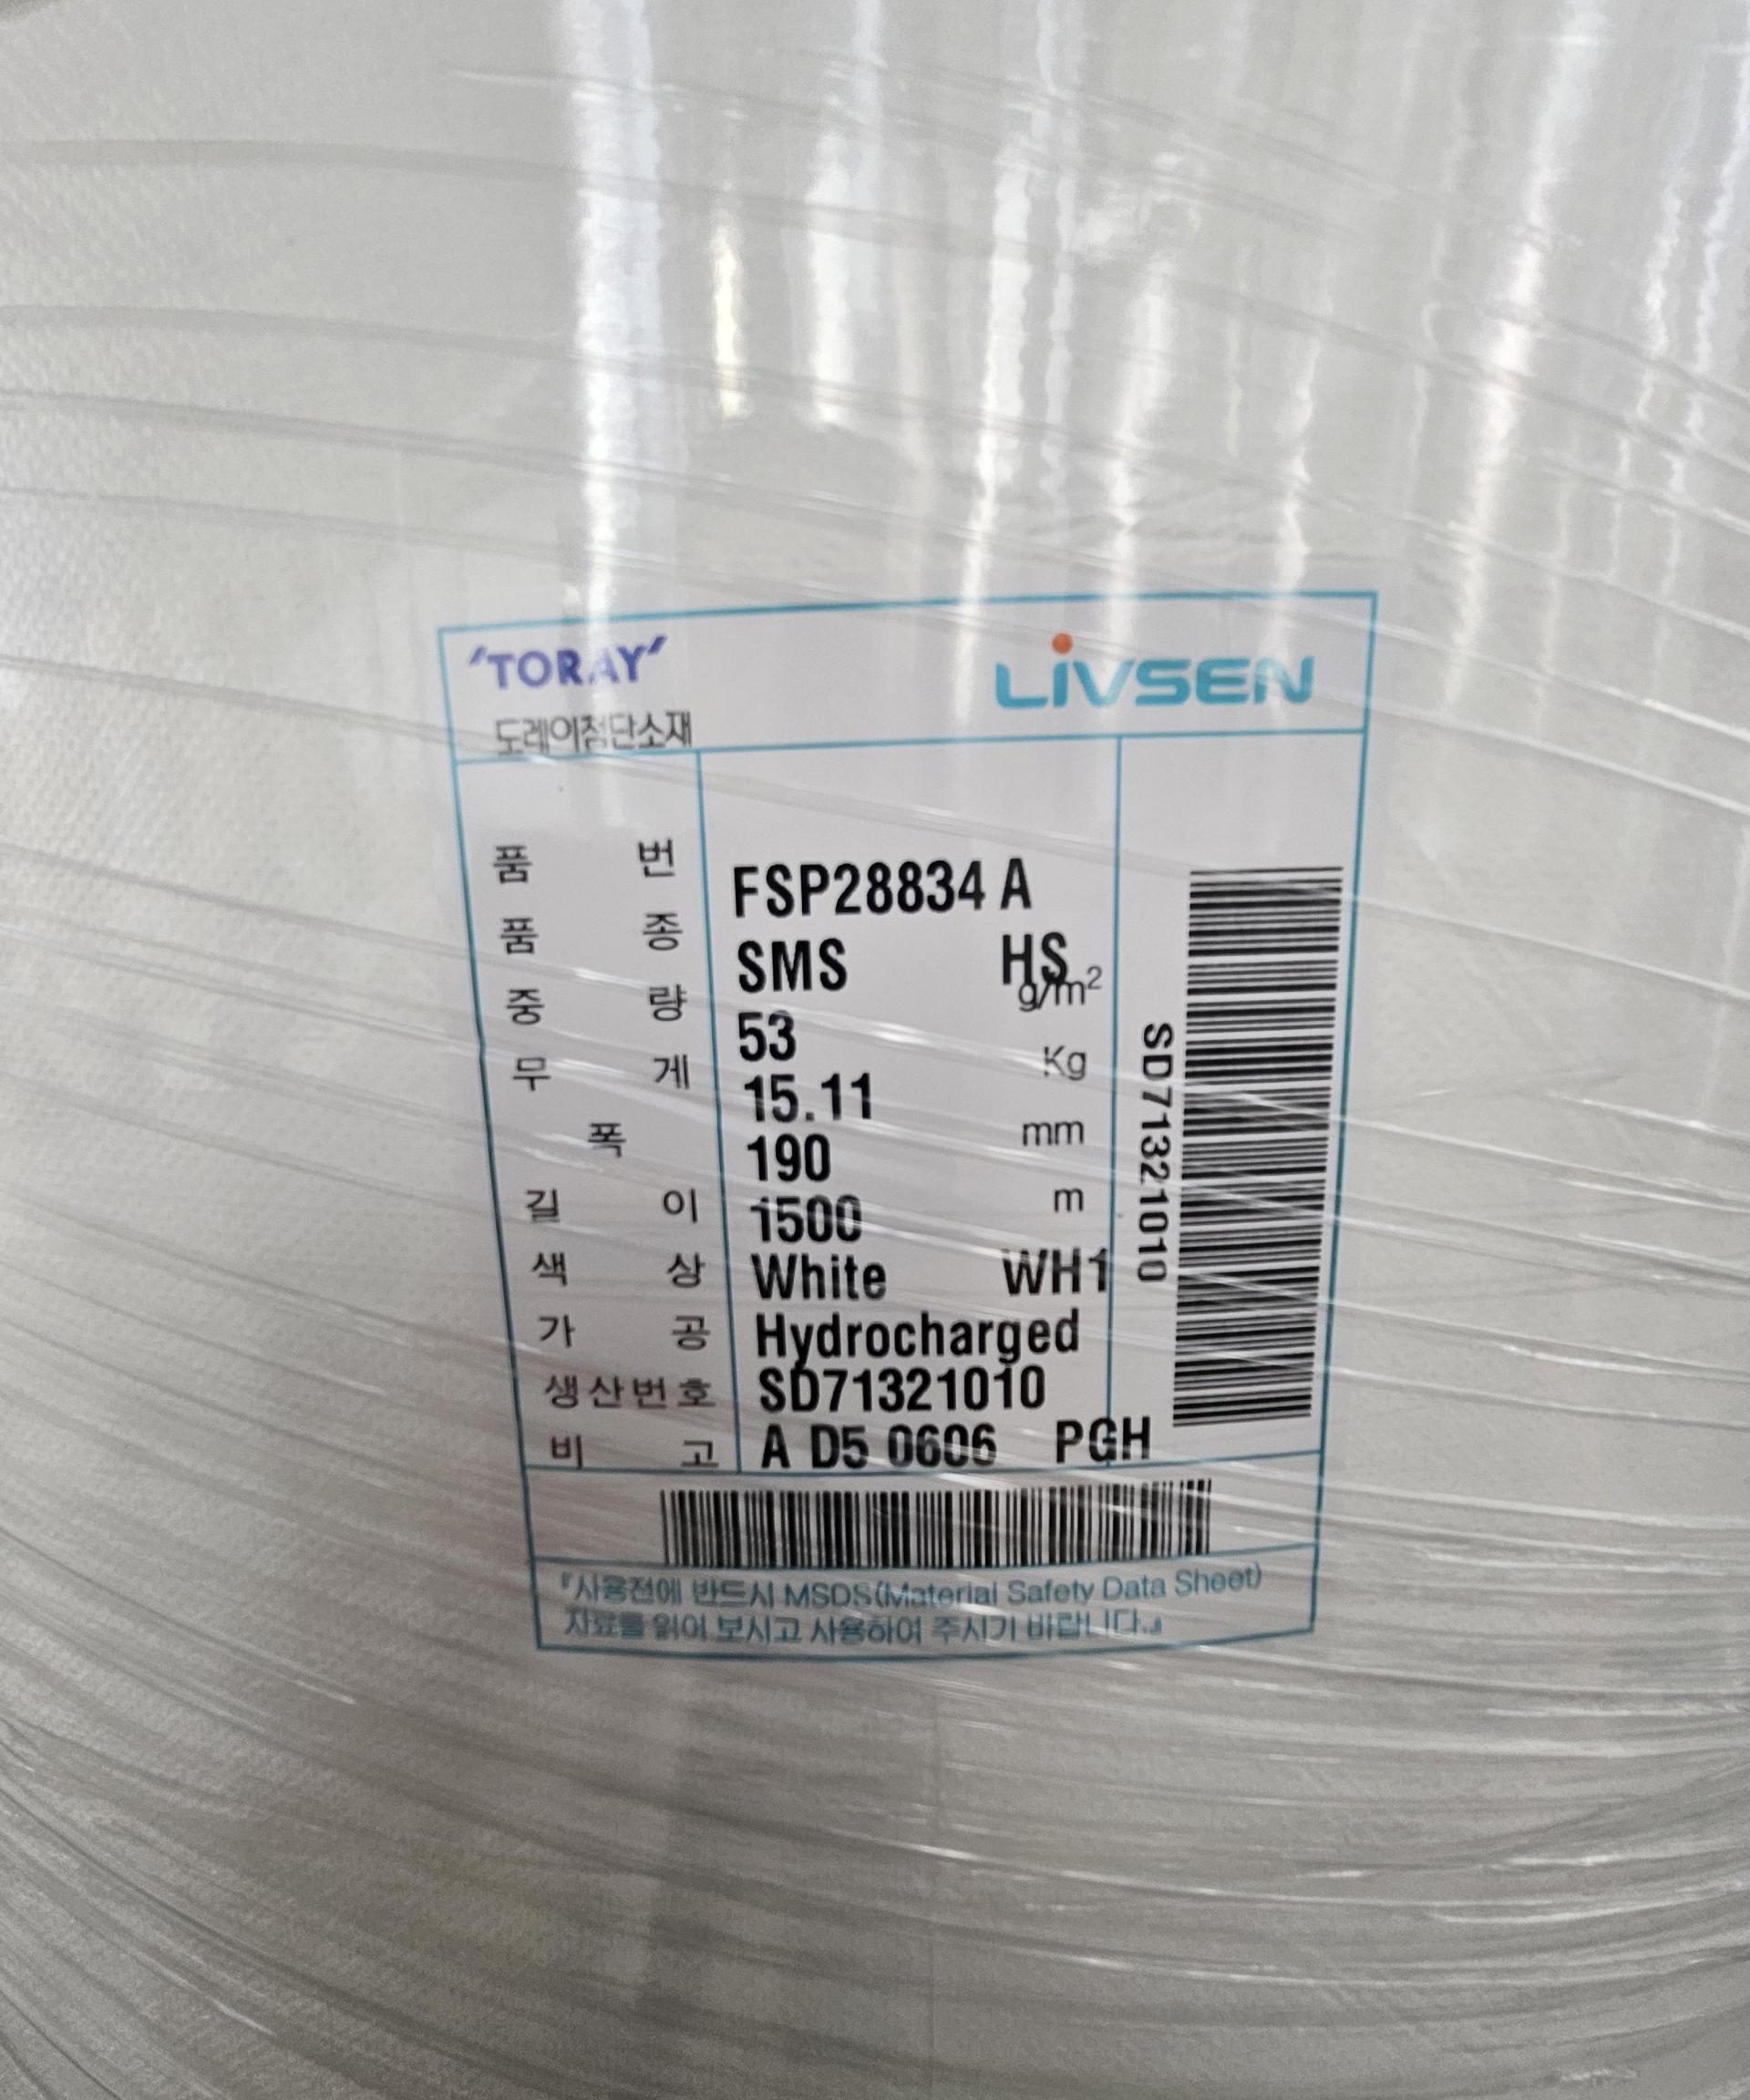 'TORAY'
LIVSEN
도레이첨단소재
품 번 FSP28834 A
품 종 SMS HS
중 량 53 g/m²
무 게 15.11 Kg
폭 190 mm
길 이 1500 m
색 상 White WH1
가 공 Hydrocharged
생산번호 SD71321010
비 고 A D5 0606 PGH
SD71321010
『사용전에 반드시 MSDS(Material Safety Data Sheet)
자료를 읽어 보시고 사용하여 주시기 바랍니다.』